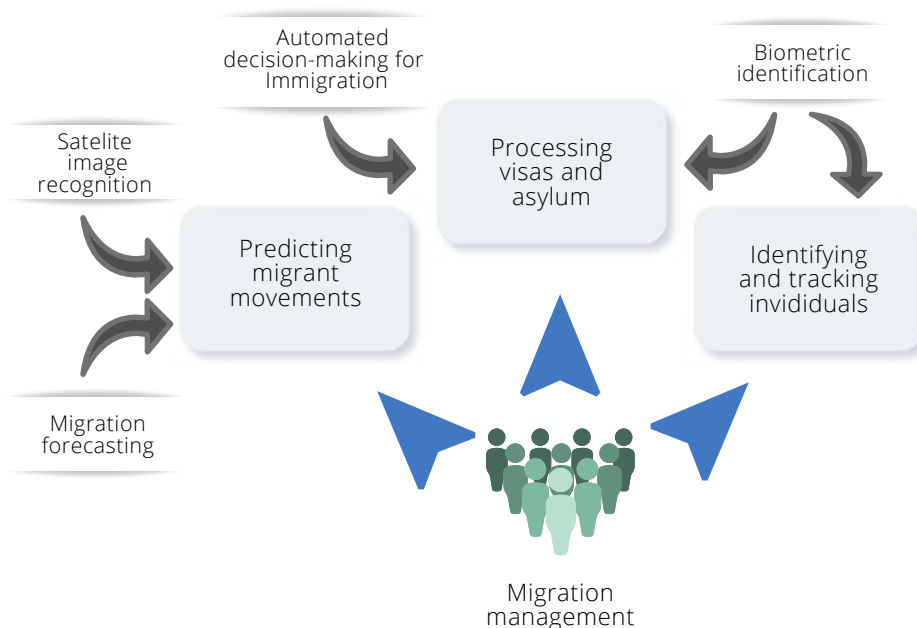 Automated
decision-making for
Immigration
Biometric
identification
Satelite
image
recognition
Processing
visas and
asylum
Predicting
migrant
movements
Identifying
and tracking
invididuals
Migration
forecasting
Migration
management